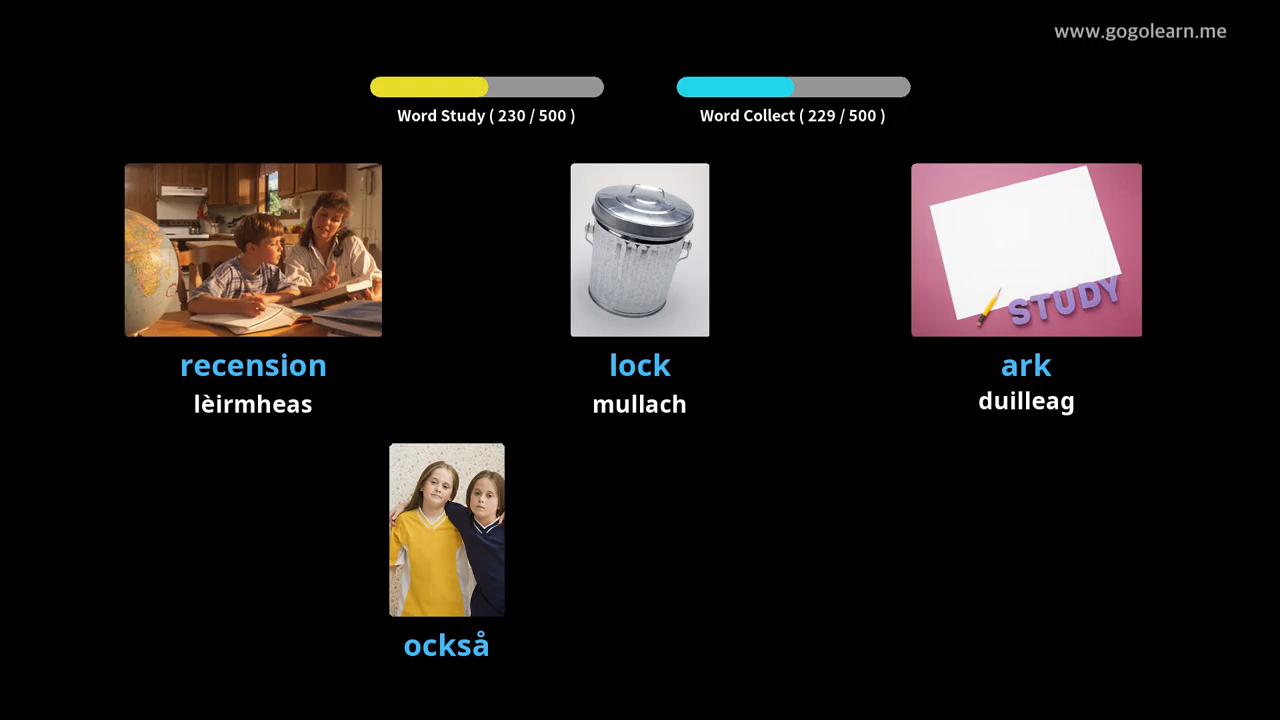 www.gogolearn.me
Word Study ( 230 / 500 )
Word Collect ( 229 / 500 )
STUDY
recension
lock
ark
lèirmheas
mullach
duilleag
också